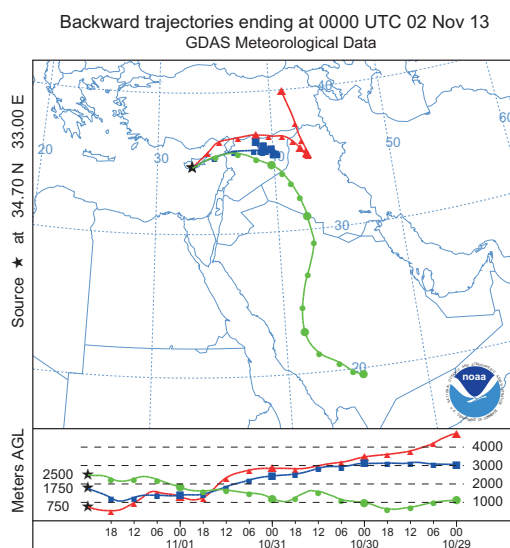 Backward trajectories ending at 0000 UTC 02 Nov 13
GDAS Meteorological Data
Source ★ at 34.70 N 33.00 E
20
30
40
40
50
60
30
20
noaa
Meters AGL
2500
1750
750
4000
3000
2000
1000
18 12 06 00 18 12 06 00 18 12 06 00 18 12 06 00
11/01 10/31 10/30 10/29